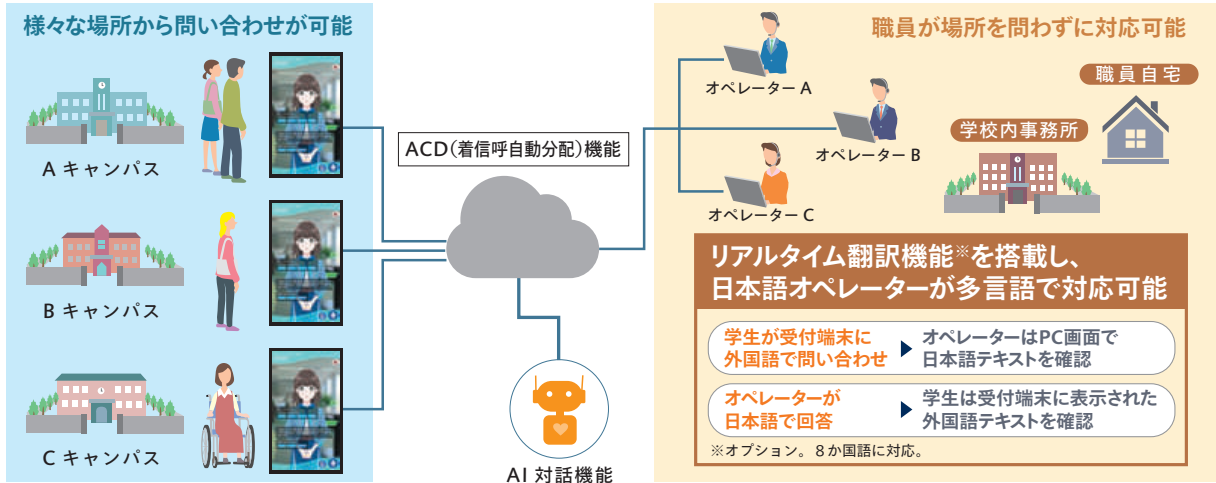 様々な場所から問い合わせが可能
A キャンパス
B キャンパス
C キャンパス
ACD（着信呼自動分配）機能
AI 対話機能
職員が場所を問わずに対応可能
オペレーター A
オペレーター B
オペレーター C
職員自宅
学校内事務所
リアルタイム翻訳機能※を搭載し、
日本語オペレーターが多言語で対応可能
学生が受付端末に
外国語で問い合わせ
オペレーターはPC画面で
日本語テキストを確認
オペレーターが
日本語で回答
学生は受付端末に表示された
外国語テキストを確認
※オプション。８か国語に対応。